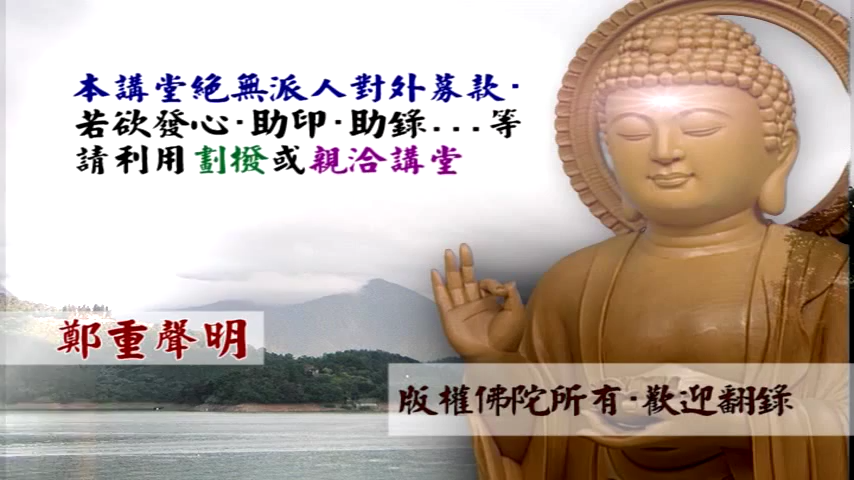 本講堂絕無派人對外募款·
若欲發心·助印·助錄...等
請利用劃撥或親洽講堂
鄭重聲明
版權佛陀所有·歡迎翻錄